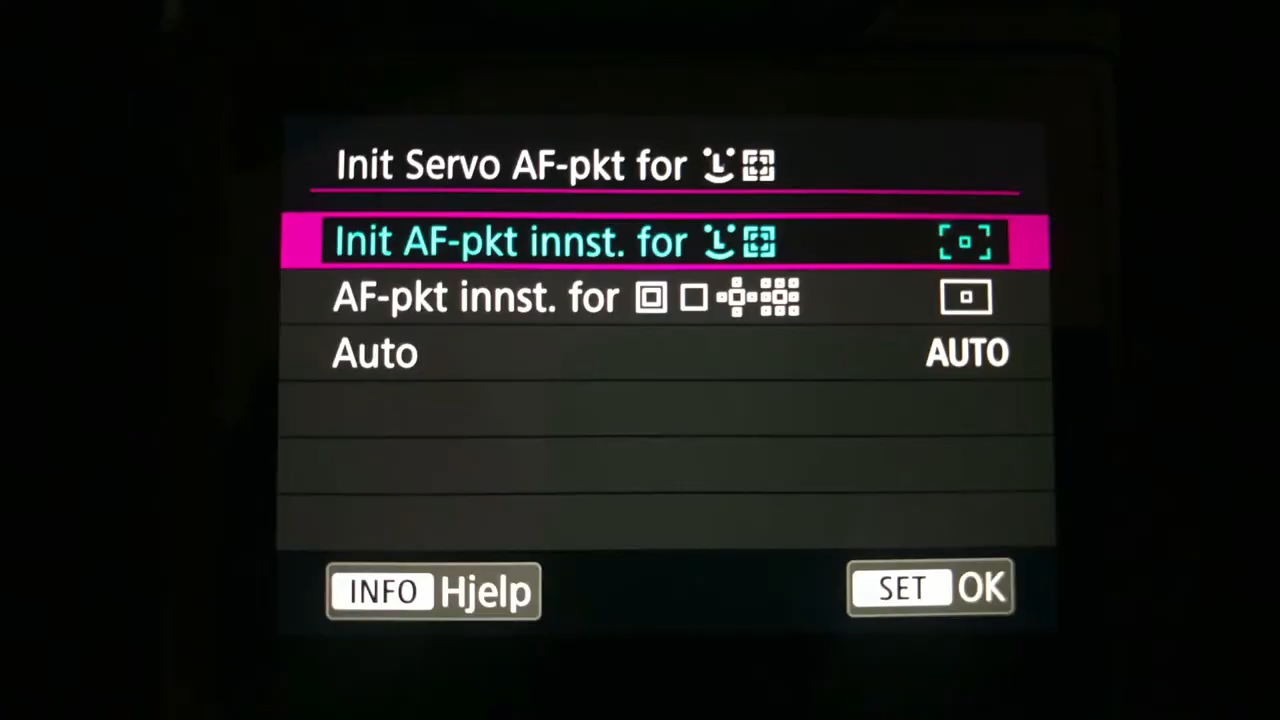 Init Servo AF-pkt for
Init AF-pkt innst. for
AF-pkt innst. for
Auto AUTO
INFO Hjelp SET OK